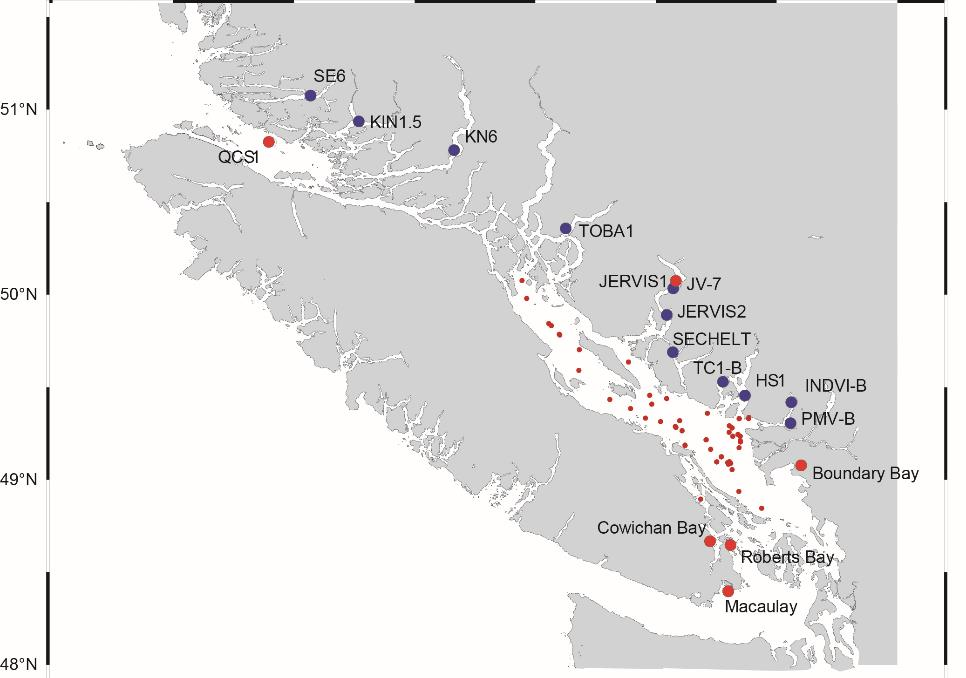 SE6
51°N
KIN1.5
KN6
QCS1
TOBA1
JERVIS1
JV-7
50°N
JERVIS2
SECHELT
TC1-B
HS1
INDVI-B
PMV-B
49°N
Boundary Bay
Cowichan Bay
Roberts Bay
Macaulay
48°N